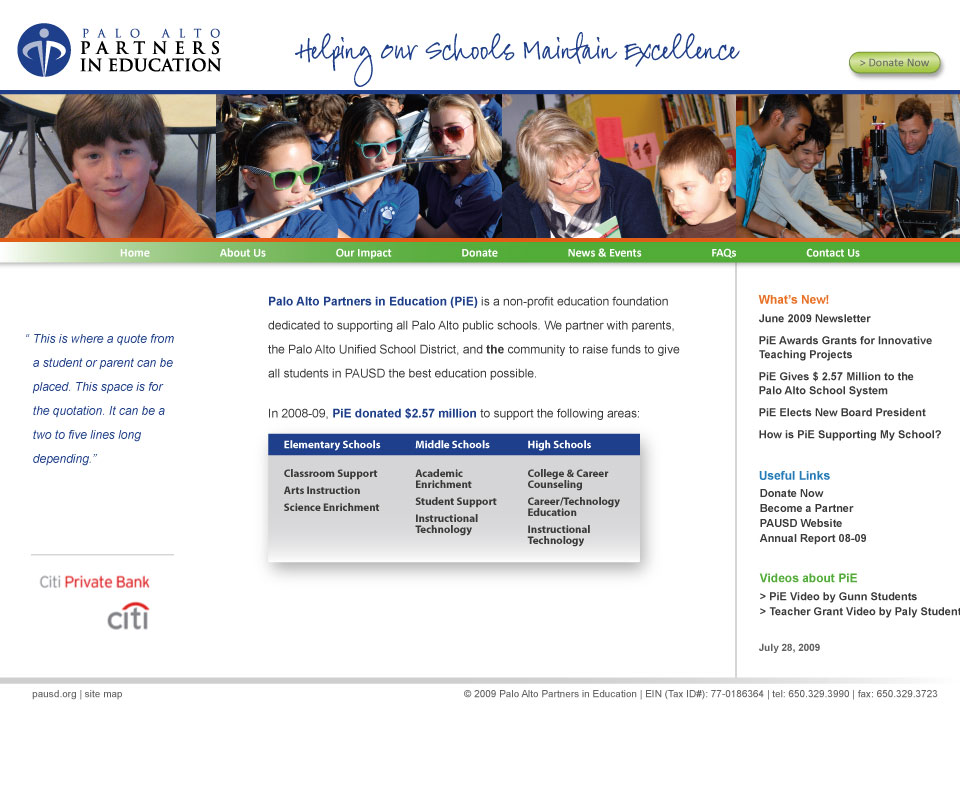 PALO ALTO
PARTNERS
IN EDUCATION
Helping Our Schools Maintain Excellence
> Donate Now
Home About Us Our Impact Donate News & Events FAQs Contact Us
“ This is where a quote from
a student or parent can be
placed. This space is for
the quotation. It can be a
two to five lines long
depending.”
Citi Private Bank
citi
Palo Alto Partners in Education (PiE) is a non-profit education foundation
dedicated to supporting all Palo Alto public schools. We partner with parents,
the Palo Alto Unified School District, and the community to raise funds to give
all students in PAUSD the best education possible.
In 2008-09, PiE donated $2.57 million to support the following areas:
Elementary Schools
Classroom Support
Arts Instruction
Science Enrichment
Middle Schools
Academic
Enrichment
Student Support
Instructional
Technology
High Schools
College & Career
Counseling
Career/Technology
Education
Instructional
Technology
What’s New!
June 2009 Newsletter
PiE Awards Grants for Innovative
Teaching Projects
PiE Gives $ 2.57 Million to the
Palo Alto School System
PiE Elects New Board President
How is PiE Supporting My School?
Useful Links
Donate Now
Become a Partner
PAUSD Website
Annual Report 08-09
Videos about PiE
> PiE Video by Gunn Students
> Teacher Grant Video by Paly Student
July 28, 2009
pausd.org | site map
© 2009 Palo Alto Partners in Education | EIN (Tax ID#): 77-0186364 | tel: 650.329.3990 | fax: 650.329.3723